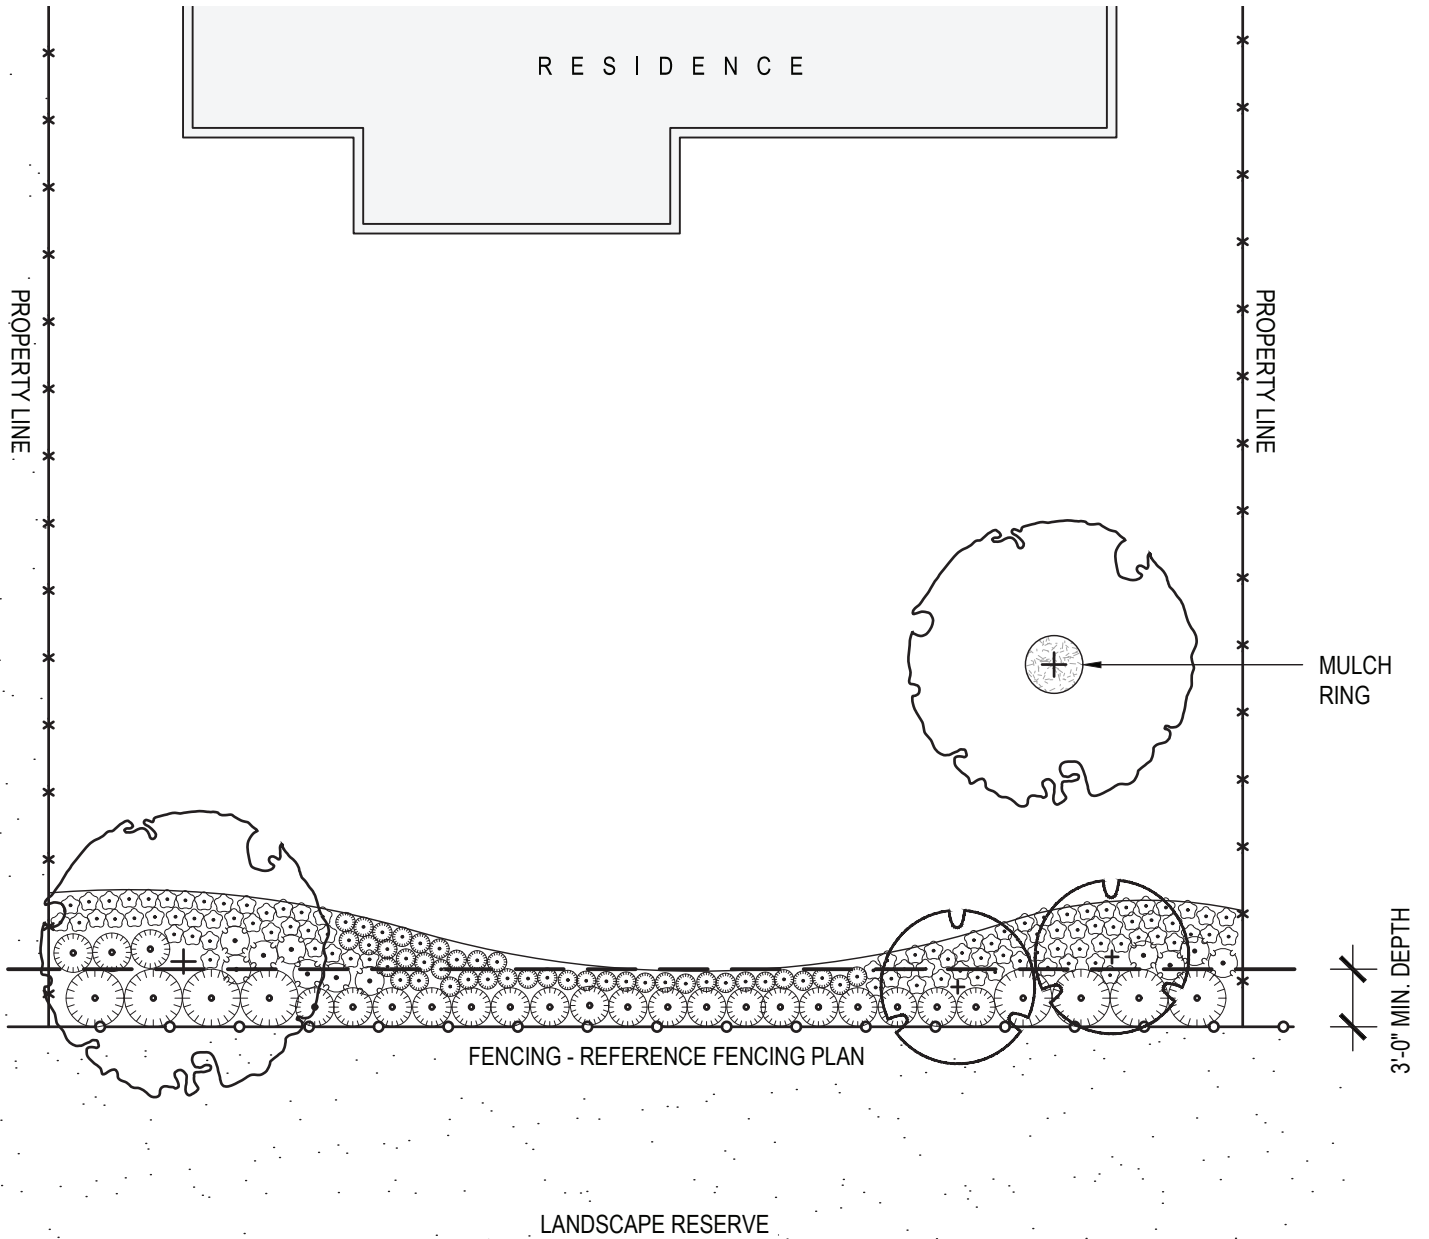 RESIDENCE
PROPERTY LINE
PROPERTY LINE
MULCH
RING
3'-0" MIN. DEPTH
FENCING - REFERENCE FENCING PLAN
LANDSCAPE RESERVE